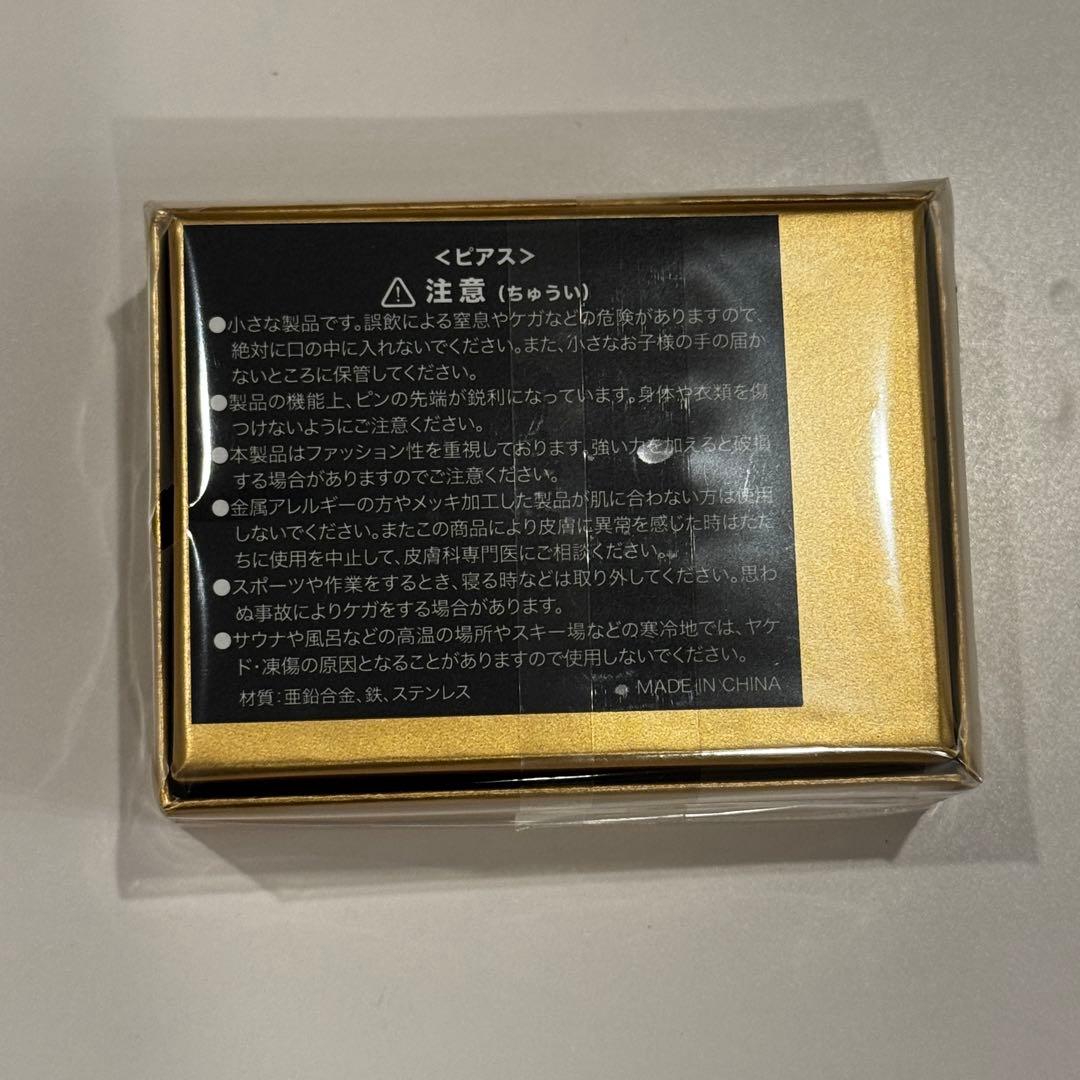 <ピアス>
⚠注意(ちゅうい)
●小さな製品です。誤飲による窒息やケガなどの危険がありますので、
絶対に口の中に入れないでください。また、小さなお子様の手の届か
ないところに保管してください。
●製品の機能上、ピンの先端が鋭利になっています。身体や衣類を傷
つけないようにご注意ください。
●本製品はファッション性を重視しております。強い力を加えると破損
する場合がありますのでご注意ください。
●金属アレルギーの方やメッキ加工した製品が肌に合わない方は使用
しないでください。またこの商品により皮膚に異常を感じた時はただ
ちに使用を中止して、皮膚科専門医にご相談ください。
●スポーツや作業をするとき、寝る時などは取り外してください。思わ
ぬ事故によりケガをする場合があります。
●サウナや風呂などの高温の場所やスキー場などの寒冷地では、ヤケ
ド・凍傷の原因となることがありますので使用しないでください。
材質:亜鉛合金、鉄、ステンレス
MADE IN CHINA